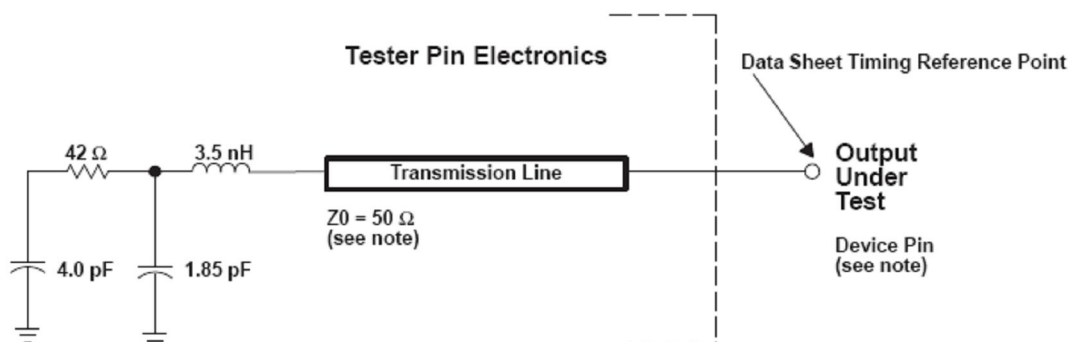 Tester Pin Electronics
Data Sheet Timing Reference Point
42 Ω
3.5 nH
Transmission Line
Output
Under
Test
Z0 = 50 Ω
(see note)
Device Pin
(see note)
4.0 pF
1.85 pF